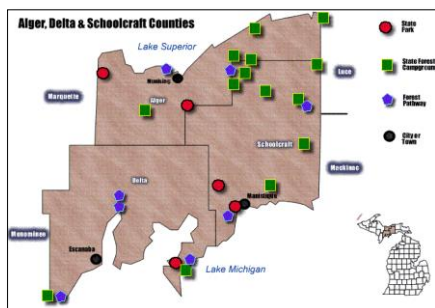 Alger, Delta & Schoolcraft Counties
Lake Superior
State
Park
State Forest
Campground
Forest
Pathway
City or
Town
Munising
Luce
Marquette
Alger
Schoolcraft
Mackinac
Delta
Manistique
Menominee
Escanaba
Lake Michigan